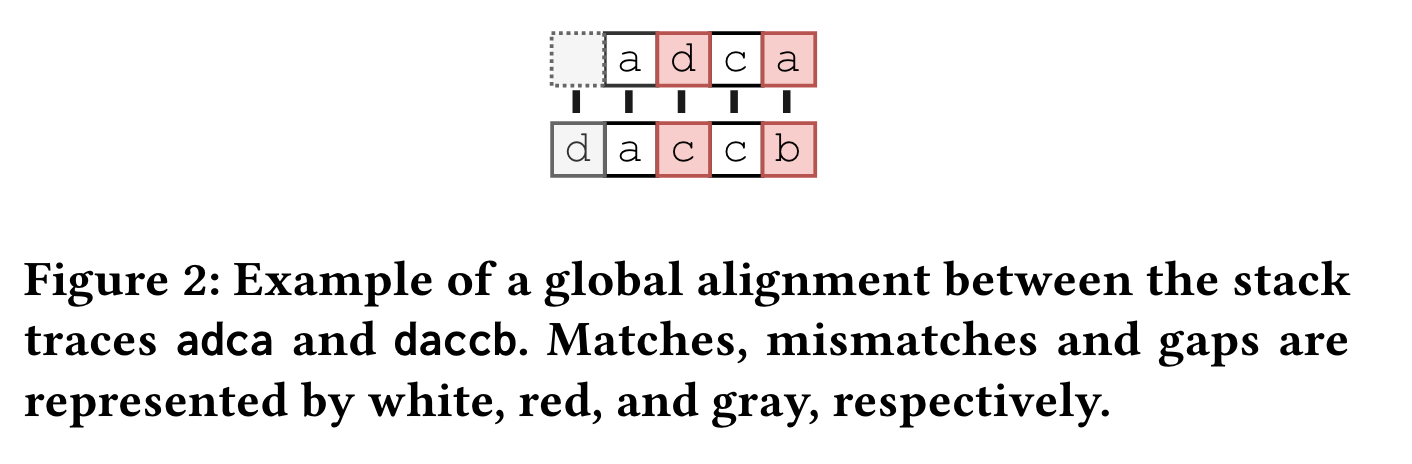 a d c a
d a c c b
Figure 2: Example of a global alignment between the stack
traces adca and daccb. Matches, mismatches and gaps are
represented by white, red, and gray, respectively.